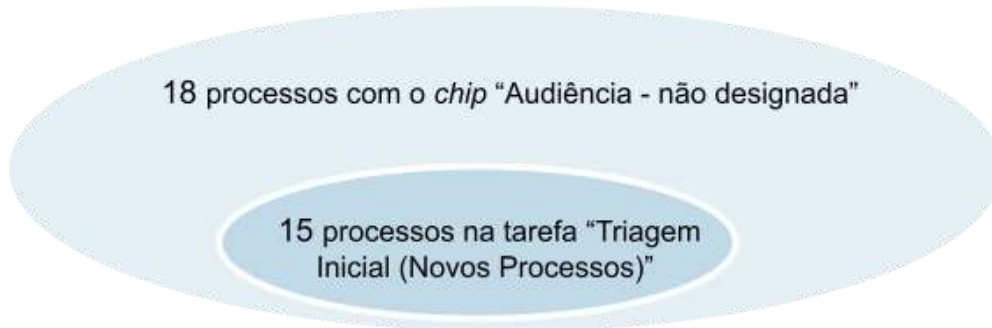 18 processos com o chip “Audiência - não designada”
15 processos na tarefa “Triagem
Inicial (Novos Processos)”